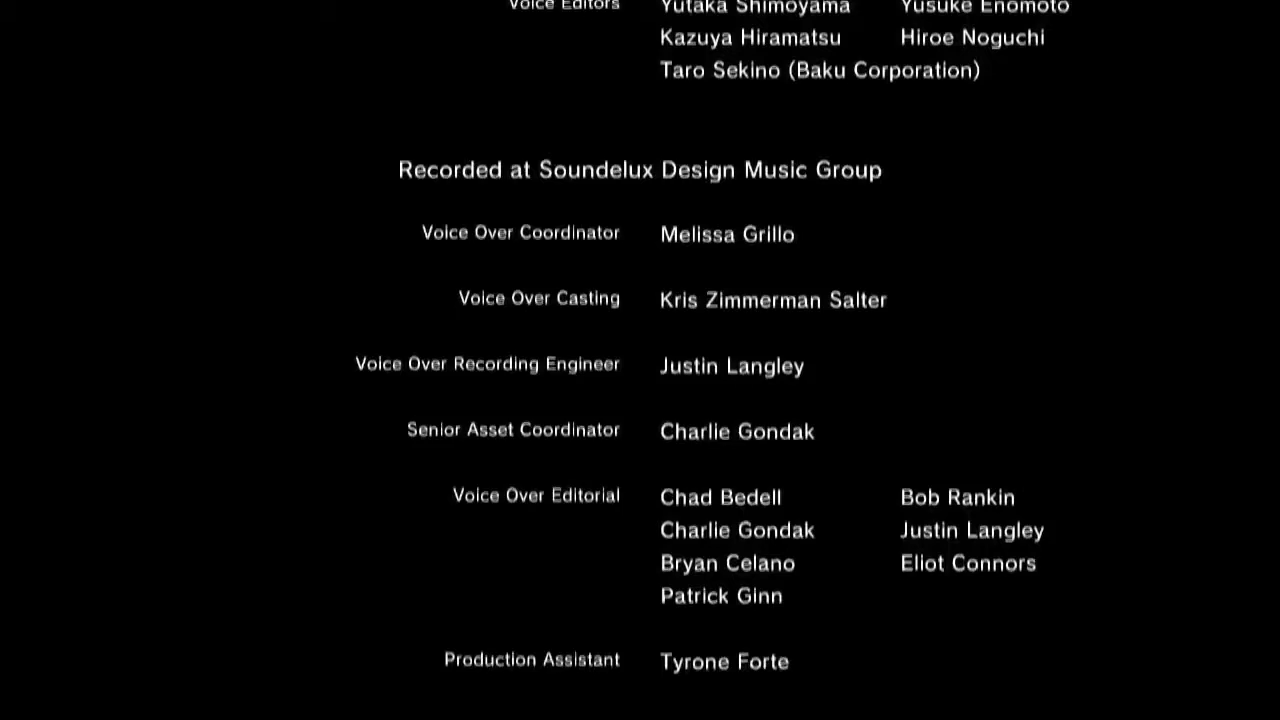 Voice Editors Yutaka Shimoyama Yusuke Enomoto
Kazuya Hiramatsu Hiroe Noguchi
Taro Sekino (Baku Corporation)
Recorded at Soundelux Design Music Group
Voice Over Coordinator Melissa Grillo
Voice Over Casting Kris Zimmerman Salter
Voice Over Recording Engineer Justin Langley
Senior Asset Coordinator Charlie Gondak
Voice Over Editorial Chad Bedell Bob Rankin
Charlie Gondak Justin Langley
Bryan Celano Eliot Connors
Patrick Ginn
Production Assistant Tyrone Forte